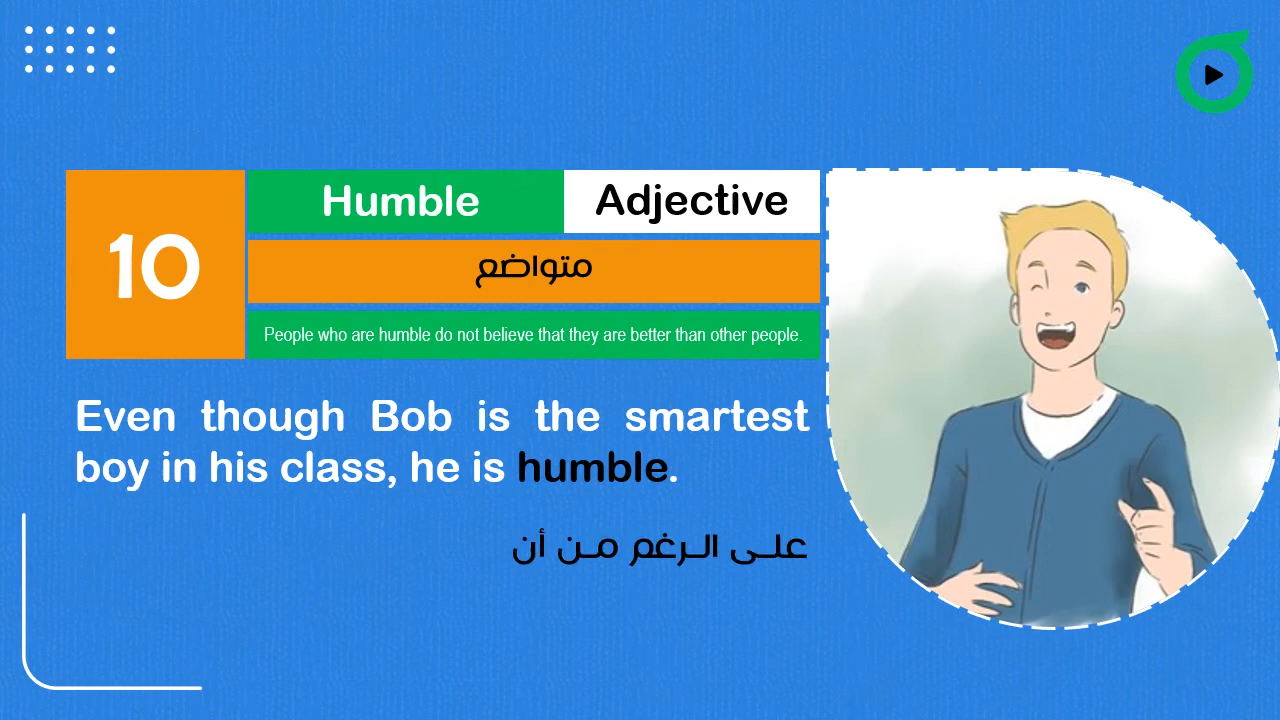 10
Humble
Adjective
متواضع
People who are humble do not believe that they are better than other people.
Even though Bob is the smartest
boy in his class, he is humble.
على الرغم من أن